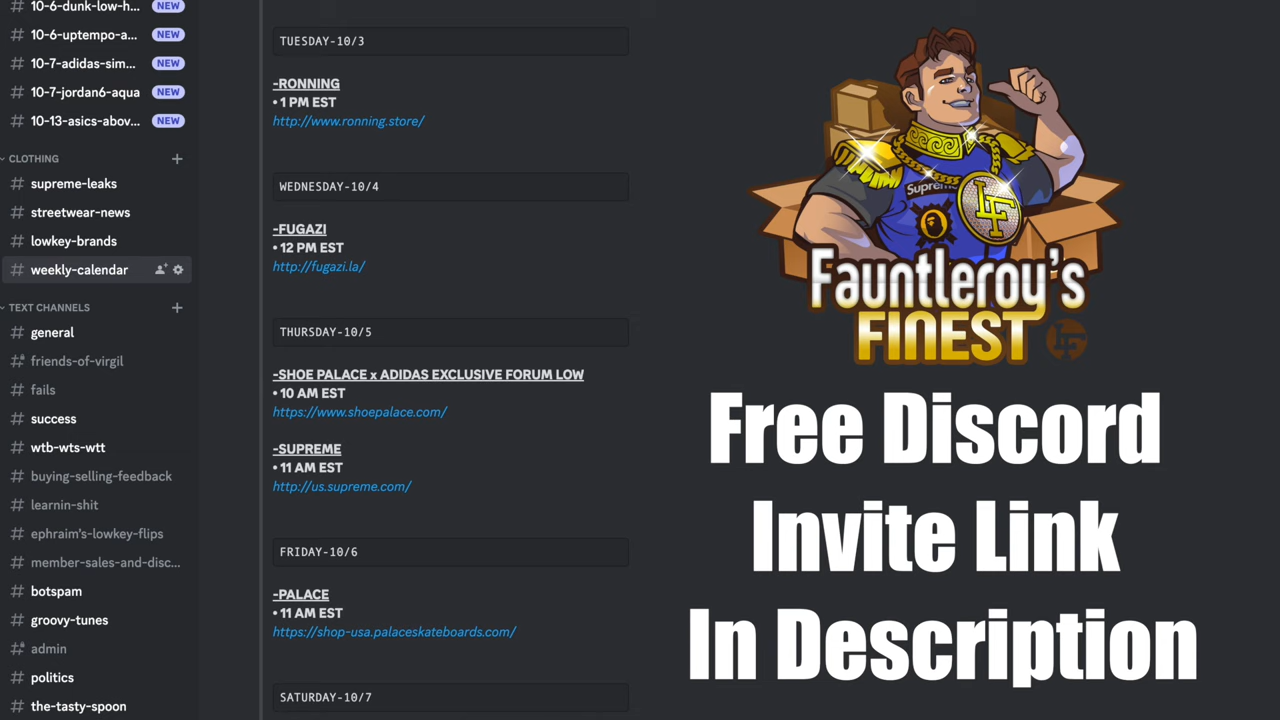 # 10-6-dunk-low-h... NEW
# 10-6-uptempo-a... NEW
# 10-7-adidas-sim... NEW
# 10-7-jordan6-aqua NEW
# 10-13-asics-abov... NEW
CLOTHING +
# supreme-leaks
# streetwear-news
# lowkey-brands
# weekly-calendar
TEXT CHANNELS +
# general
# friends-of-virgil
# fails
# success
# wtb-wts-wtt
# buying-selling-feedback
# learnin-shit
# ephraim's-lowkey-flips
# member-sales-and-disc...
# botspam
# groovy-tunes
# admin
# politics
# the-tasty-spoon
TUESDAY-10/3
-RONNING
• 1 PM EST
http://www.ronning.store/
WEDNESDAY-10/4
-FUGAZI
• 12 PM EST
http://fugazi.la/
THURSDAY-10/5
-SHOE PALACE x ADIDAS EXCLUSIVE FORUM LOW
• 10 AM EST
https://www.shoepalace.com/
-SUPREME
• 11 AM EST
http://us.supreme.com/
FRIDAY-10/6
-PALACE
• 11 AM EST
https://shop-usa.palaceskateboards.com/
SATURDAY-10/7
Supreme
LF
Fauntleroy's
FINEST
LF
Free Discord
Invite Link
In Description